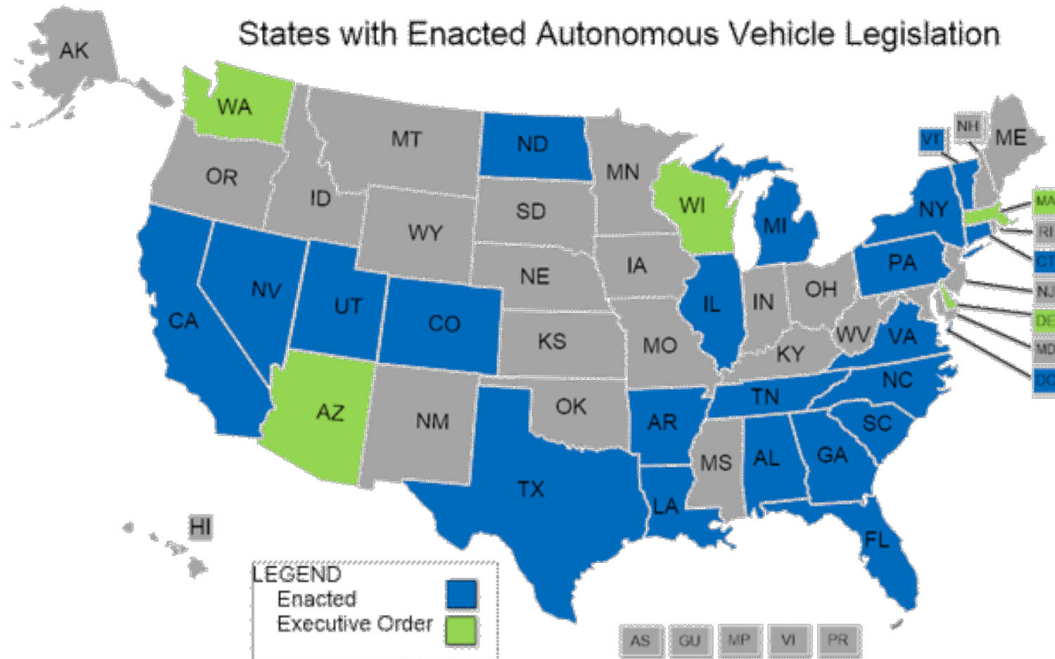 States with Enacted Autonomous Vehicle Legislation
AK
WA
MT
ND
MN
VT
NH
ME
OR
ID
SD
WI
MI
NY
MA
WY
RI
IA
PA
CT
NE
NV
UT
IL
IN
OH
NJ
CA
CO
DE
KS
MO
WV
VA
MD
KY
NC
DC
TN
AZ
NM
OK
AR
SC
MS
AL
GA
TX
LA
HI
FL
LEGEND
Enacted
Executive Order
AS GU MP VI PR